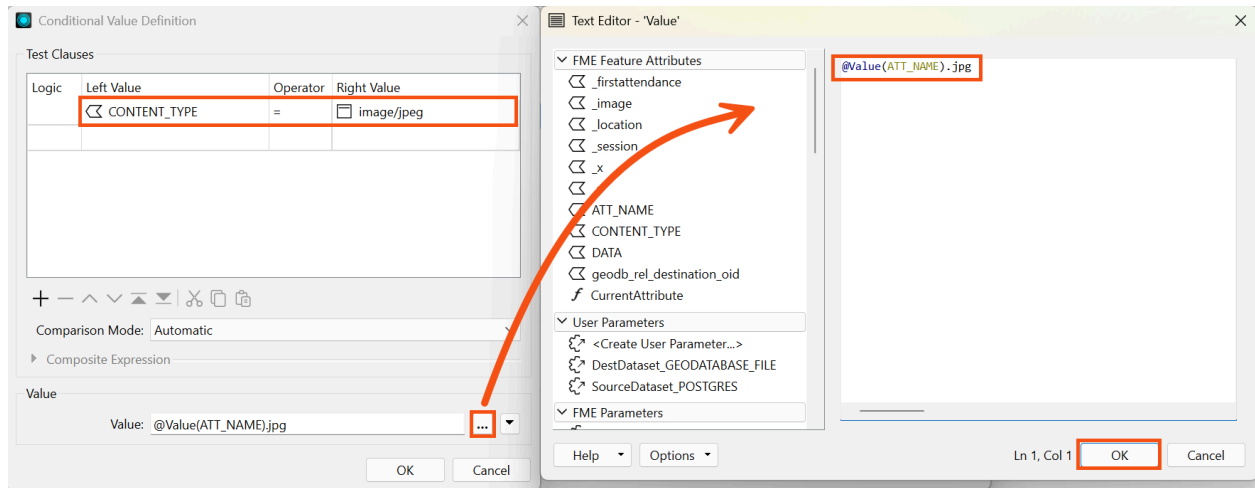 Conditional Value Definition
Test Clauses
Logic Left Value Operator Right Value
CONTENT_TYPE = image/jpeg
Comparison Mode: Automatic
Composite Expression
Value
Value: @Value(ATT_NAME).jpg ...
OK Cancel
Text Editor - 'Value'
FME Feature Attributes
_firstattendance
_image
_location
_session
_x
ATT_NAME
CONTENT_TYPE
DATA
geodb_rel_destination_oid
CurrentAttribute
User Parameters
<Create User Parameter...>
DestDataset_GEODATABASE_FILE
SourceDataset_POSTGRES
FME Parameters
@Value(ATT_NAME).jpg
Help Options Ln 1, Col 1 OK Cancel